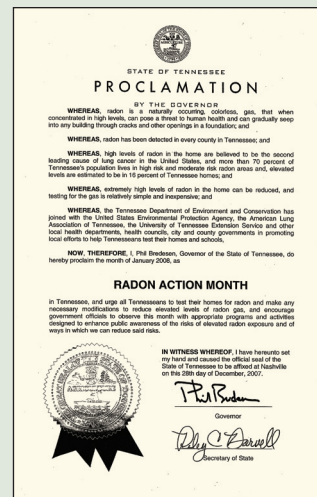 STATE OF TENNESSEE
PROCLAMATION
BY THE GOVERNOR
WHEREAS, radon is a naturally occurring, colorless, gas, that when
concentrated in high levels, can pose a threat to human health and can gradually seep
into any building through cracks and other openings in a foundation; and
WHEREAS, radon has been detected in every county in Tennessee; and
WHEREAS, high levels of radon in the home are believed to be the second
leading cause of lung cancer in the United States, and more than 70 percent of
Tennessee's population lives in high risk and moderate risk radon areas and, elevated
levels are estimated to be in 16 percent of Tennessee homes; and
WHEREAS, extremely high levels of radon in the home can be reduced, and
testing for the gas is relatively simple and inexpensive; and
WHEREAS, the Tennessee Department of Environment and Conservation has
joined with the United States Environmental Protection Agency, the American Lung
Association of Tennessee, the University of Tennessee Extension Service and other
local health departments, health councils, city and county governments in promoting
local efforts to help Tennesseans test their homes and schools,
NOW, THEREFORE, I, Phil Bredesen, Governor of the State of Tennessee, do
hereby proclaim the month of January 2008, as
RADON ACTION MONTH
in Tennessee, and urge all Tennesseans to test their homes for radon and make any
necessary modifications to reduce elevated levels of radon gas, and encourage
government officials to observe this month with appropriate programs and activities
designed to enhance public awareness of the risks of elevated radon exposure and of
ways in which we can reduce said risks.
IN WITNESS WHEREOF, I have hereunto set
my hand and caused the official seal of the
State of Tennessee to be affixed at Nashville
on this 28th day of December, 2007.
Governor
Secretary of State